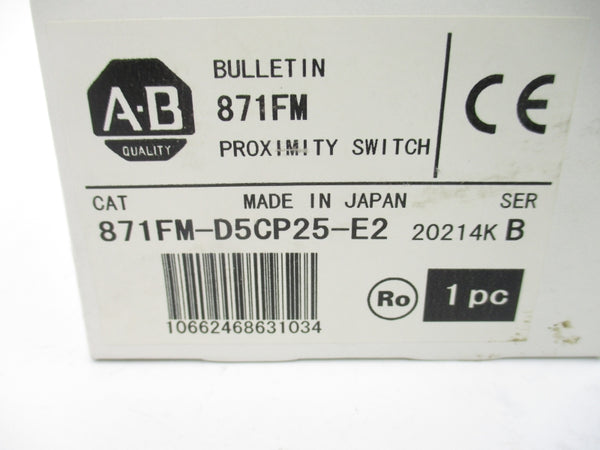 A-B
QUALITY
BULLETIN
871FM
PROXIMITY SWITCH
CE
CAT MADE IN JAPAN SER
871FM-D5CP25-E2 20214K B
10662468631034
Ro
1 pc